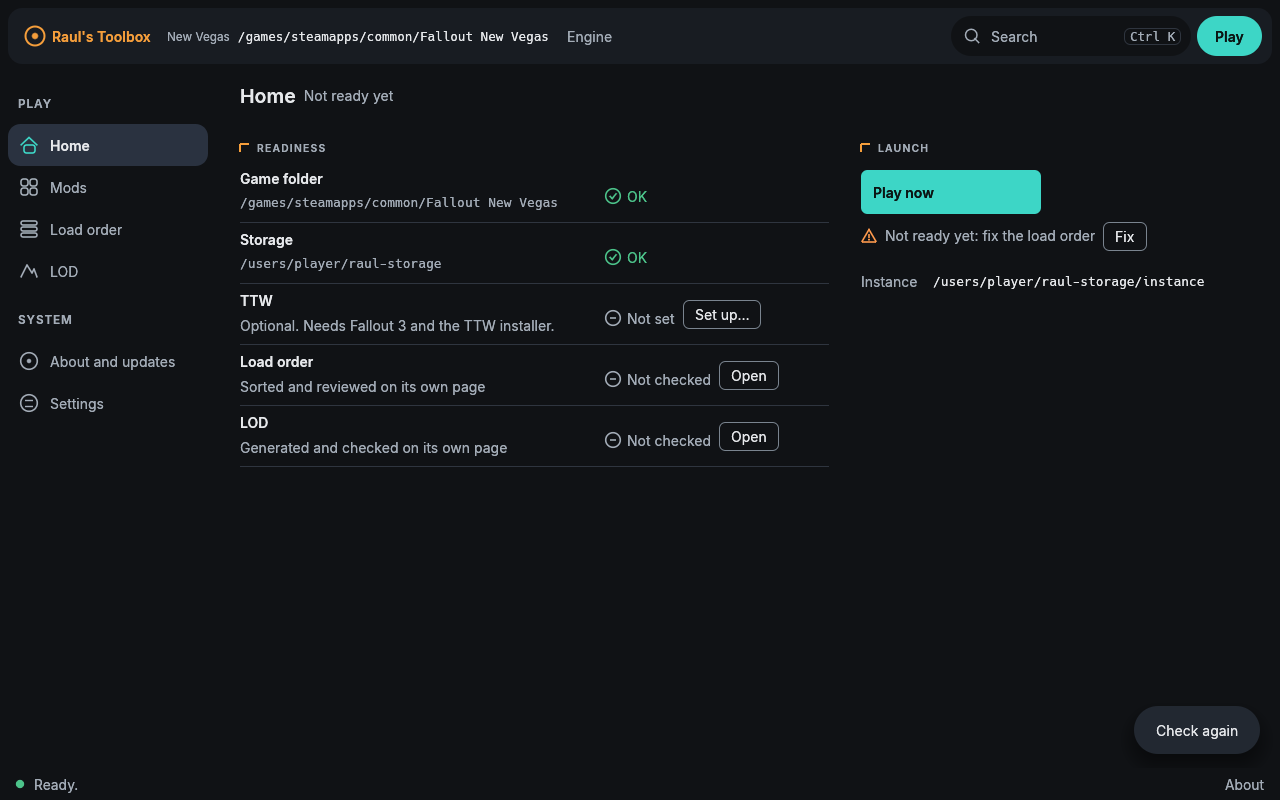 Raul's Toolbox New Vegas /games/steamapps/common/Fallout New Vegas Engine Search Ctrl K Play
PLAY
Home
Mods
Load order
LOD
SYSTEM
About and updates
Settings
Home Not ready yet
READINESS
Game folder
/games/steamapps/common/Fallout New Vegas
OK
Storage
/users/player/raul-storage
OK
TTW
Optional. Needs Fallout 3 and the TTW installer.
Not set Set up...
Load order
Sorted and reviewed on its own page
Not checked Open
LOD
Generated and checked on its own page
Not checked Open
LAUNCH
Play now
Not ready yet: fix the load order Fix
Instance /users/player/raul-storage/instance
Check again
Ready.
About